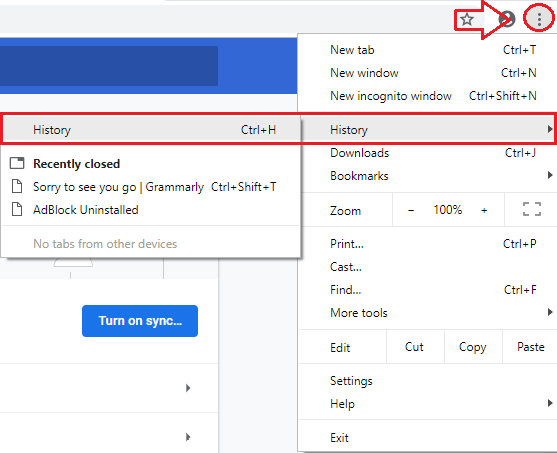 New tab Ctrl+T
New window Ctrl+N
New incognito window Ctrl+Shift+N
History
Downloads Ctrl+J
Bookmarks
Zoom − 100% +
Print... Ctrl+P
Cast...
Find... Ctrl+F
More tools
Edit Cut Copy Paste
Settings
Help
Exit
History Ctrl+H
Recently closed
Sorry to see you go | Grammarly Ctrl+Shift+T
AdBlock Uninstalled
No tabs from other devices
Turn on sync...